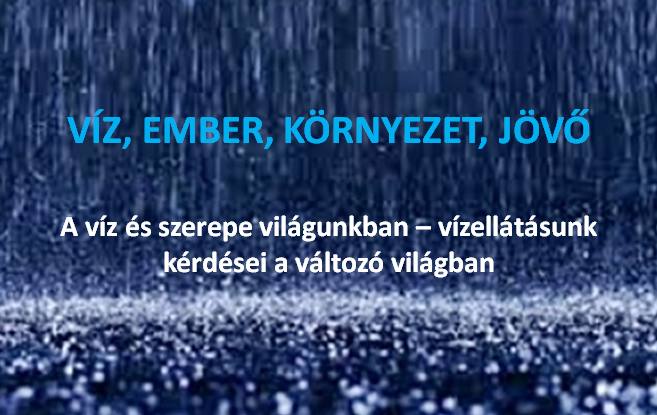 VÍZ, EMBER, KÖRNYEZET, JÖVŐ
A víz és szerepe világunkban – vízellátásunk
kérdései a változó világban